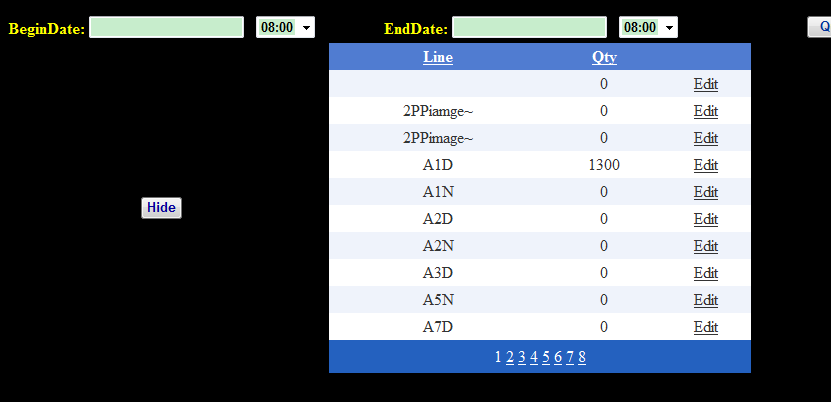 BeginDate: 08:00 EndDate: 08:00 Q
Line Qty
0 Edit
2PPiamge~ 0 Edit
2PPimage~ 0 Edit
A1D 1300 Edit
A1N 0 Edit
Hide
A2D 0 Edit
A2N 0 Edit
A3D 0 Edit
A5N 0 Edit
A7D 0 Edit
1 2 3 4 5 6 7 8